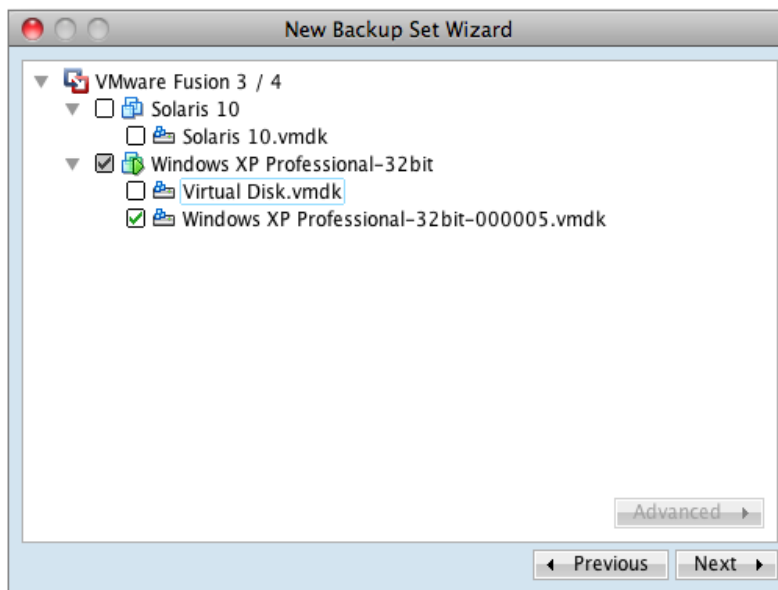 New Backup Set Wizard
VMware Fusion 3 / 4
Solaris 10
Solaris 10.vmdk
Windows XP Professional-32bit
Virtual Disk.vmdk
Windows XP Professional-32bit-000005.vmdk
Advanced
Previous Next